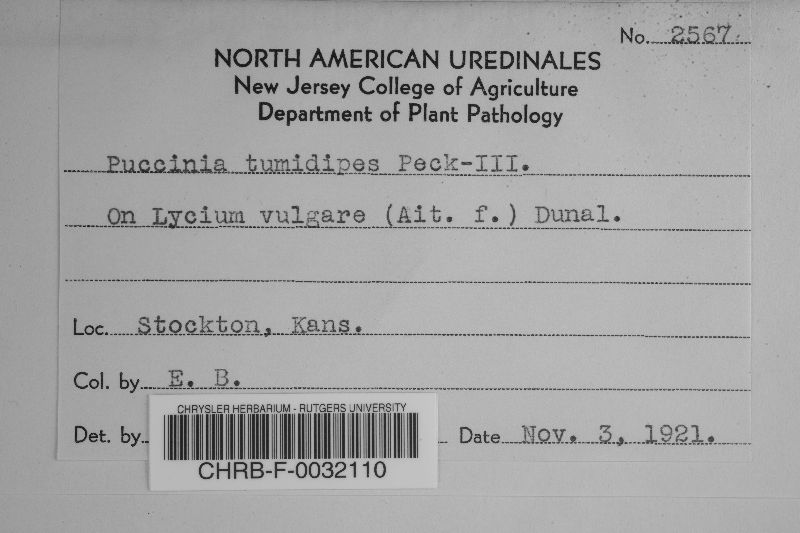 No. 2567.
NORTH AMERICAN UREDINALES
New Jersey College of Agriculture
Department of Plant Pathology
Puccinia tumidipes Peck-III.
On Lycium vulgare (Ait. f.) Dunal.
Loc. Stockton, Kans.
Col. by E. B.
Det. by Date Nov. 3, 1921.
CHRYSLER HERBARIUM - RUTGERS UNIVERSITY
CHRB-F-0032110